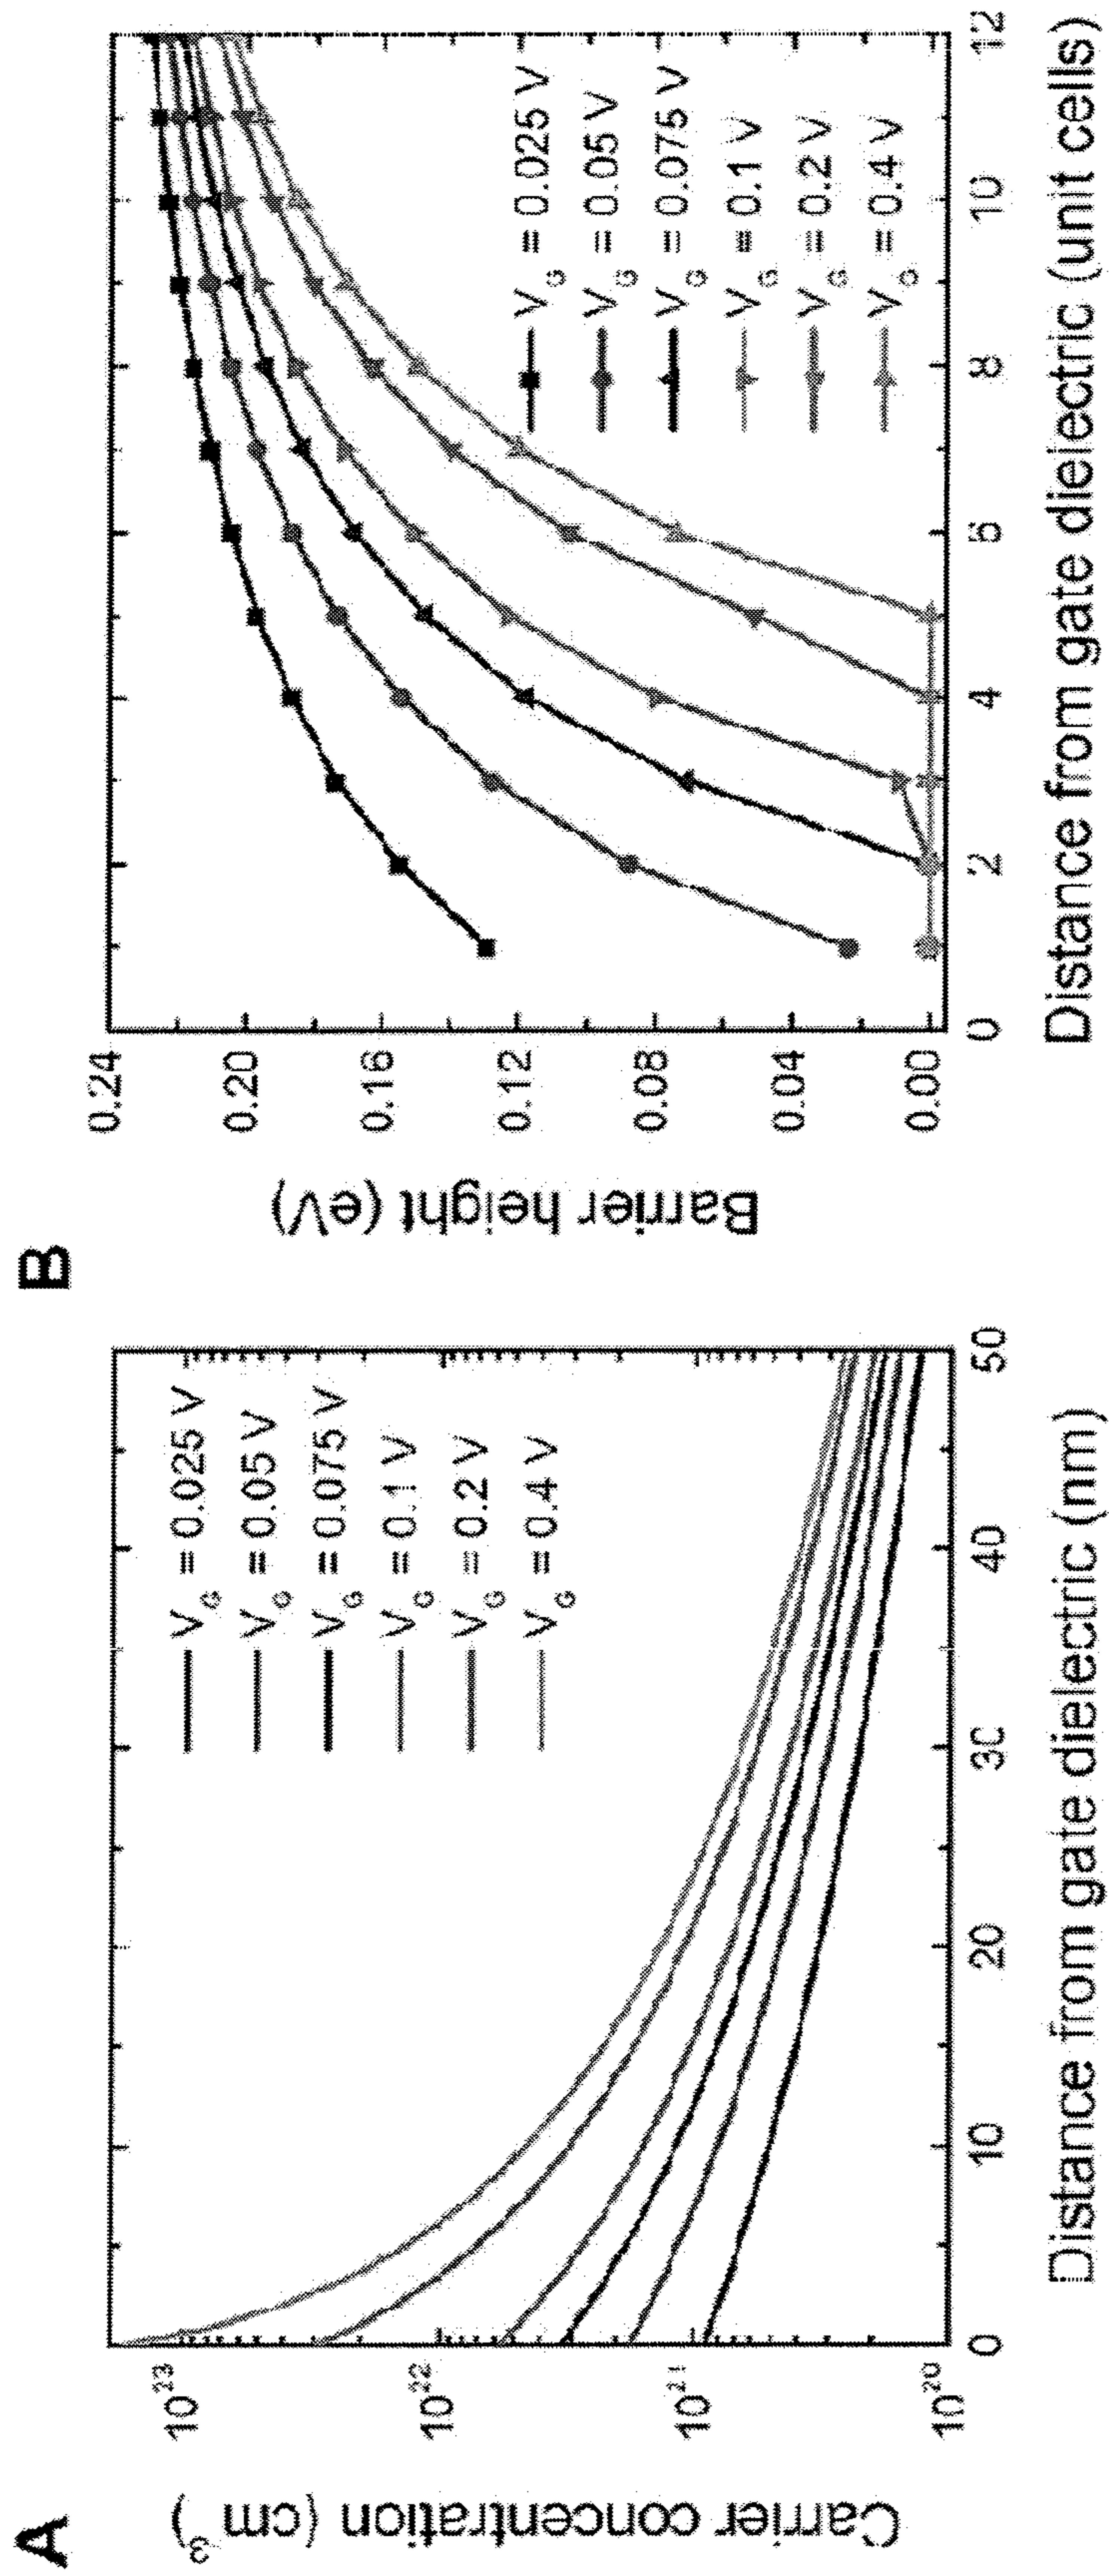 A
Carrier concentration (cm³)
10²³
10²²
10²¹
10²⁰
V_G = 0.025 V
V_G = 0.05 V
V_G = 0.075 V
V_G = 0.1 V
V_G = 0.2 V
V_G = 0.4 V
0 10 20 30 40 50
Distance from gate dielectric (nm)
B
Barrier height (eV)
0.24
0.20
0.16
0.12
0.08
0.04
0.00
V_G = 0.025 V
V_G = 0.05 V
V_G = 0.075 V
V_G = 0.1 V
V_G = 0.2 V
V_G = 0.4 V
0 2 4 6 8 10 12
Distance from gate dielectric (unit cells)